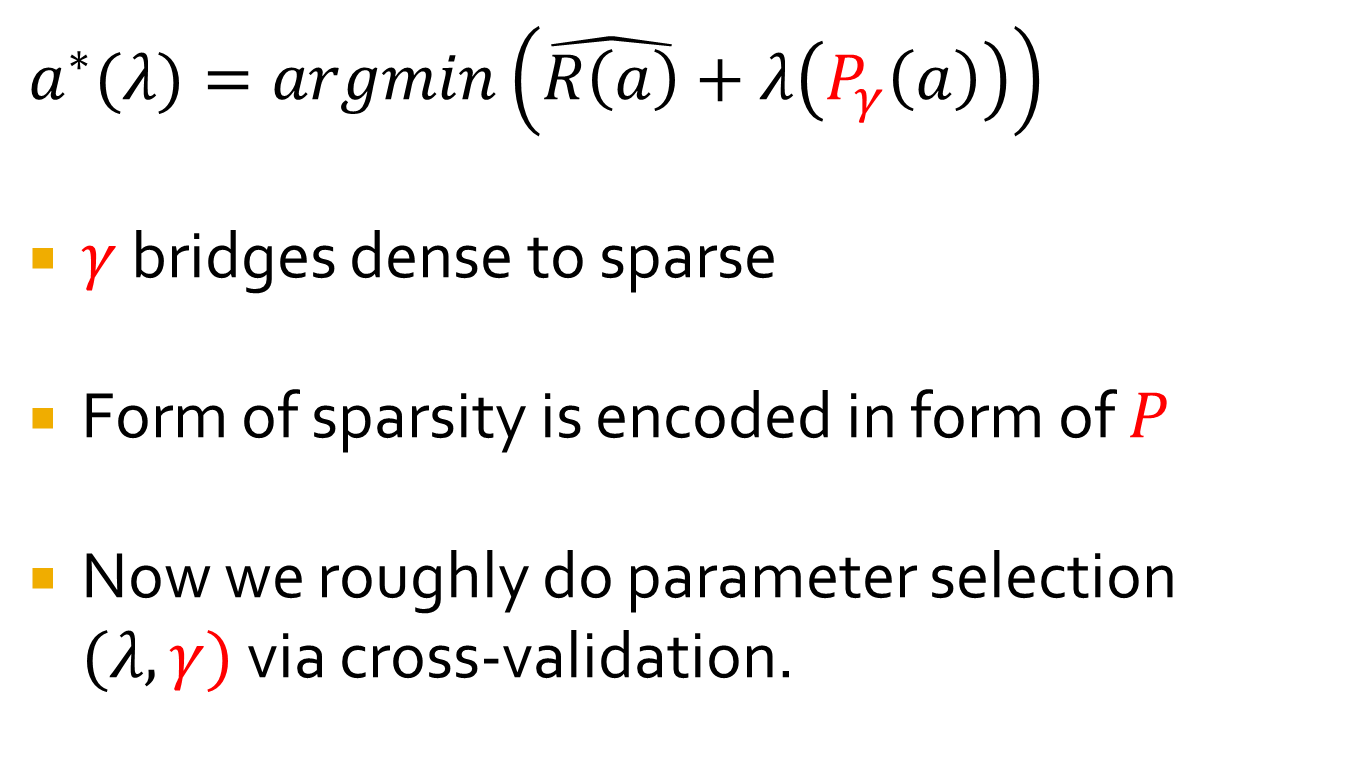 𝑎*(𝜆) = 𝑎𝑟𝑔𝑚𝑖𝑛 ( \widehat{𝑅(𝑎)} + 𝜆(𝑃_𝛾(𝑎)) )
▪ 𝛾 bridges dense to sparse
▪ Form of sparsity is encoded in form of 𝑃
▪ Now we roughly do parameter selection
(𝜆, 𝛾) via cross-validation.